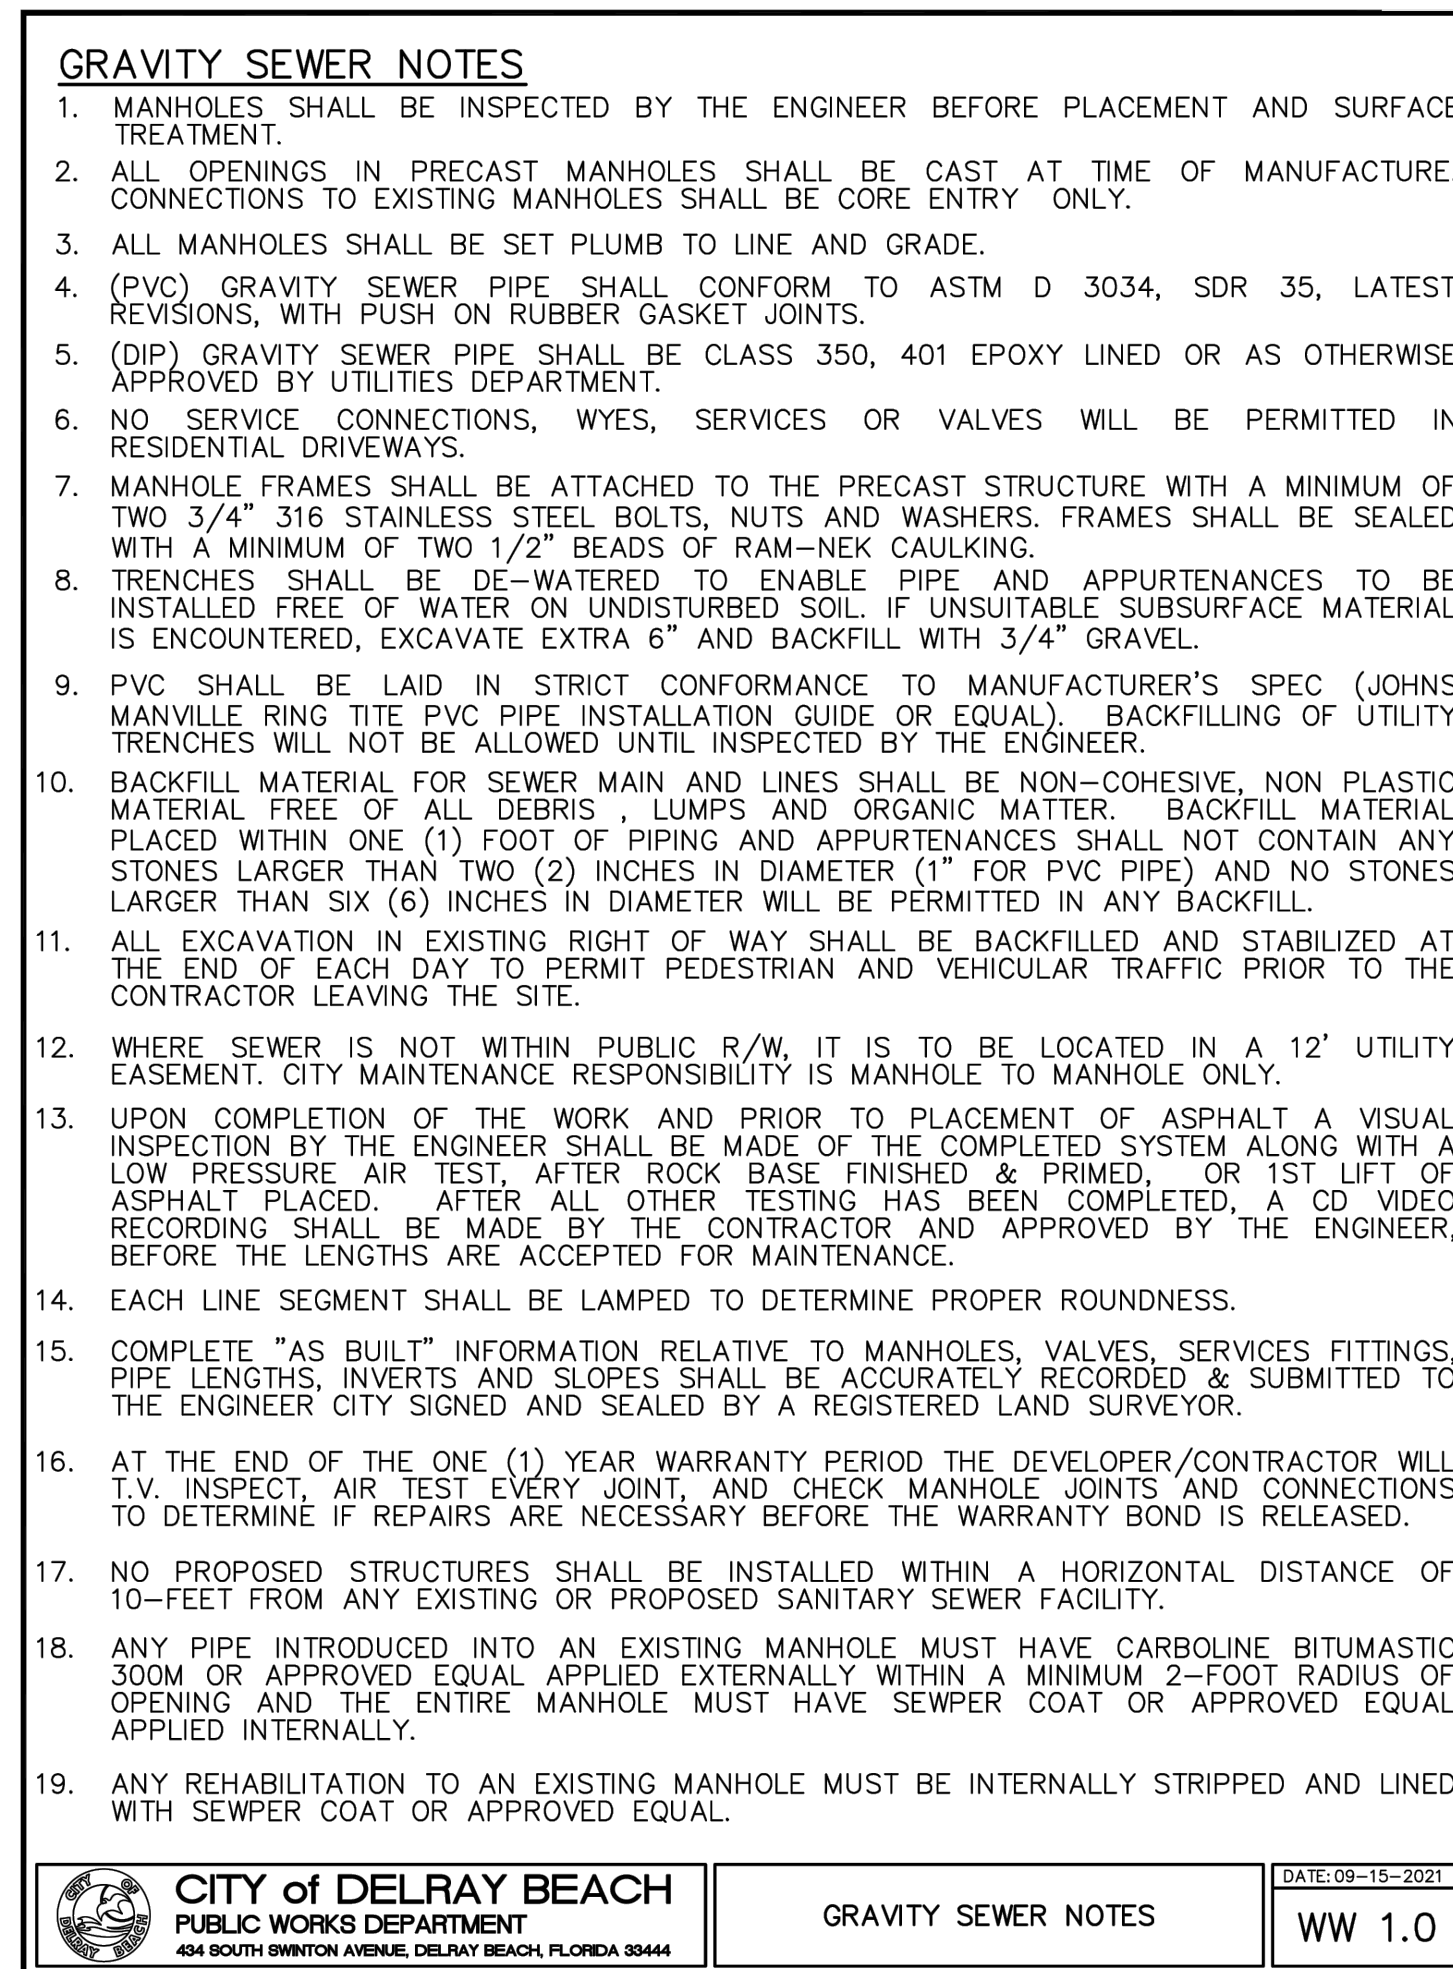 GRAVITY SEWER NOTES
1. MANHOLES SHALL BE INSPECTED BY THE ENGINEER BEFORE PLACEMENT AND SURFACE
TREATMENT.
2. ALL OPENINGS IN PRECAST MANHOLES SHALL BE CAST AT TIME OF MANUFACTURE.
CONNECTIONS TO EXISTING MANHOLES SHALL BE CORE ENTRY ONLY.
3. ALL MANHOLES SHALL BE SET PLUMB TO LINE AND GRADE.
4. (PVC) GRAVITY SEWER PIPE SHALL CONFORM TO ASTM D 3034, SDR 35, LATEST
REVISIONS, WITH PUSH ON RUBBER GASKET JOINTS.
5. (DIP) GRAVITY SEWER PIPE SHALL BE CLASS 350, 401 EPOXY LINED OR AS OTHERWISE
APPROVED BY UTILITIES DEPARTMENT.
6. NO SERVICE CONNECTIONS, WYES, SERVICES OR VALVES WILL BE PERMITTED IN
RESIDENTIAL DRIVEWAYS.
7. MANHOLE FRAMES SHALL BE ATTACHED TO THE PRECAST STRUCTURE WITH A MINIMUM OF
TWO 3/4” 316 STAINLESS STEEL BOLTS, NUTS AND WASHERS. FRAMES SHALL BE SEALED
WITH A MINIMUM OF TWO 1/2” BEADS OF RAM–NEK CAULKING.
8. TRENCHES SHALL BE DE–WATERED TO ENABLE PIPE AND APPURTENANCES TO BE
INSTALLED FREE OF WATER ON UNDISTURBED SOIL. IF UNSUITABLE SUBSURFACE MATERIAL
IS ENCOUNTERED, EXCAVATE EXTRA 6” AND BACKFILL WITH 3/4” GRAVEL.
9. PVC SHALL BE LAID IN STRICT CONFORMANCE TO MANUFACTURER'S SPEC (JOHNS
MANVILLE RING TITE PVC PIPE INSTALLATION GUIDE OR EQUAL). BACKFILLING OF UTILITY
TRENCHES WILL NOT BE ALLOWED UNTIL INSPECTED BY THE ENGINEER.
10. BACKFILL MATERIAL FOR SEWER MAIN AND LINES SHALL BE NON–COHESIVE, NON PLASTIC
MATERIAL FREE OF ALL DEBRIS , LUMPS AND ORGANIC MATTER. BACKFILL MATERIAL
PLACED WITHIN ONE (1) FOOT OF PIPING AND APPURTENANCES SHALL NOT CONTAIN ANY
STONES LARGER THAN TWO (2) INCHES IN DIAMETER (1” FOR PVC PIPE) AND NO STONES
LARGER THAN SIX (6) INCHES IN DIAMETER WILL BE PERMITTED IN ANY BACKFILL.
11. ALL EXCAVATION IN EXISTING RIGHT OF WAY SHALL BE BACKFILLED AND STABILIZED AT
THE END OF EACH DAY TO PERMIT PEDESTRIAN AND VEHICULAR TRAFFIC PRIOR TO THE
CONTRACTOR LEAVING THE SITE.
12. WHERE SEWER IS NOT WITHIN PUBLIC R/W, IT IS TO BE LOCATED IN A 12' UTILITY
EASEMENT. CITY MAINTENANCE RESPONSIBILITY IS MANHOLE TO MANHOLE ONLY.
13. UPON COMPLETION OF THE WORK AND PRIOR TO PLACEMENT OF ASPHALT A VISUAL
INSPECTION BY THE ENGINEER SHALL BE MADE OF THE COMPLETED SYSTEM ALONG WITH A
LOW PRESSURE AIR TEST, AFTER ROCK BASE FINISHED & PRIMED, OR 1ST LIFT OF
ASPHALT PLACED. AFTER ALL OTHER TESTING HAS BEEN COMPLETED, A CD VIDEO
RECORDING SHALL BE MADE BY THE CONTRACTOR AND APPROVED BY THE ENGINEER,
BEFORE THE LENGTHS ARE ACCEPTED FOR MAINTENANCE.
14. EACH LINE SEGMENT SHALL BE LAMPED TO DETERMINE PROPER ROUNDNESS.
15. COMPLETE ”AS BUILT” INFORMATION RELATIVE TO MANHOLES, VALVES, SERVICES FITTINGS,
PIPE LENGTHS, INVERTS AND SLOPES SHALL BE ACCURATELY RECORDED & SUBMITTED TO
THE ENGINEER CITY SIGNED AND SEALED BY A REGISTERED LAND SURVEYOR.
16. AT THE END OF THE ONE (1) YEAR WARRANTY PERIOD THE DEVELOPER/CONTRACTOR WILL
T.V. INSPECT, AIR TEST EVERY JOINT, AND CHECK MANHOLE JOINTS AND CONNECTIONS
TO DETERMINE IF REPAIRS ARE NECESSARY BEFORE THE WARRANTY BOND IS RELEASED.
17. NO PROPOSED STRUCTURES SHALL BE INSTALLED WITHIN A HORIZONTAL DISTANCE OF
10–FEET FROM ANY EXISTING OR PROPOSED SANITARY SEWER FACILITY.
18. ANY PIPE INTRODUCED INTO AN EXISTING MANHOLE MUST HAVE CARBOLINE BITUMASTIC
300M OR APPROVED EQUAL APPLIED EXTERNALLY WITHIN A MINIMUM 2–FOOT RADIUS OF
OPENING AND THE ENTIRE MANHOLE MUST HAVE SEWPER COAT OR APPROVED EQUAL
APPLIED INTERNALLY.
19. ANY REHABILITATION TO AN EXISTING MANHOLE MUST BE INTERNALLY STRIPPED AND LINED
WITH SEWPER COAT OR APPROVED EQUAL.
CITY OF DELRAY BEACH
CITY of DELRAY BEACH
PUBLIC WORKS DEPARTMENT
434 SOUTH SWINTON AVENUE, DELRAY BEACH, FLORIDA 33444
GRAVITY SEWER NOTES
DATE: 09–15–2021
WW 1.0